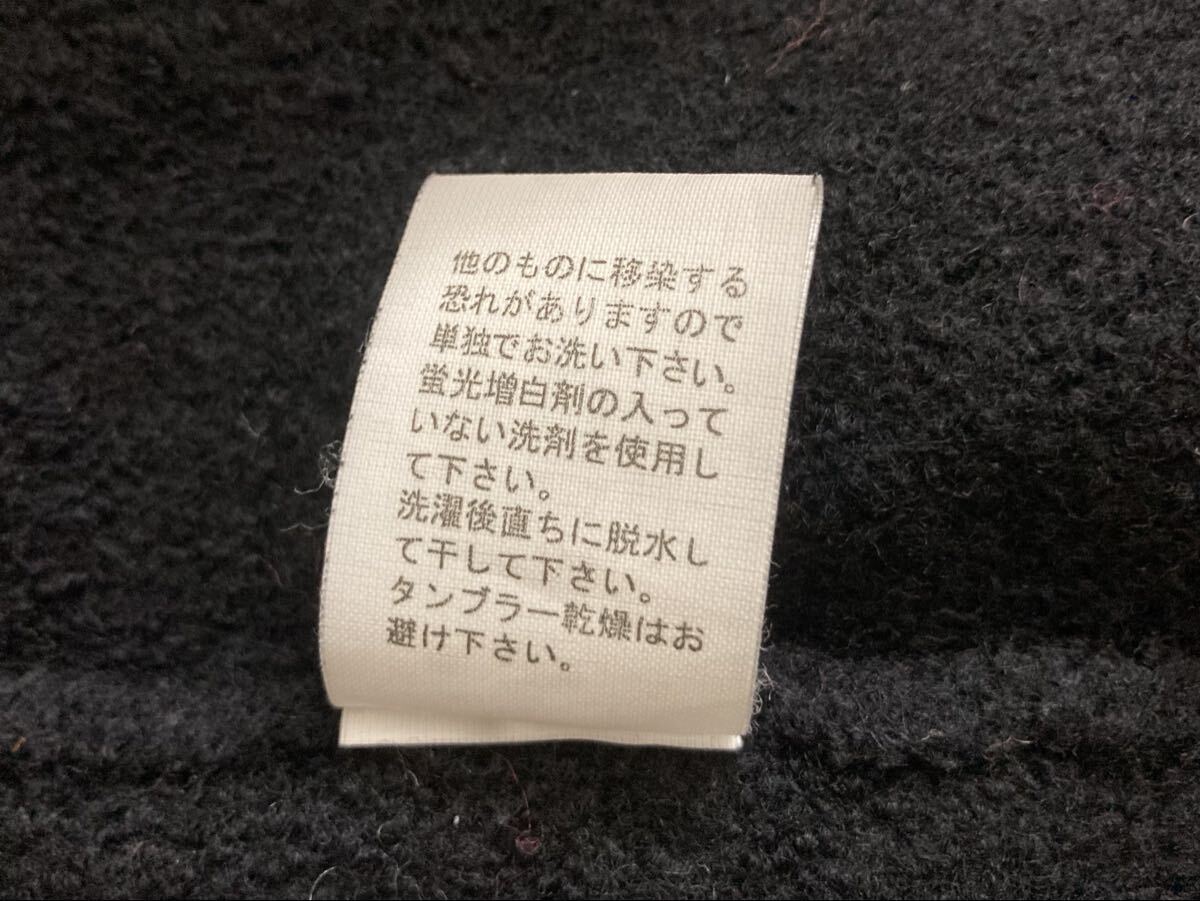 他のものに移染する
恐れがありますので
単独でお洗い下さい。
蛍光増白剤の入って
いない洗剤を使用し
て下さい。
洗濯後直ちに脱水し
て干して下さい。
タンブラー乾燥はお
避け下さい。